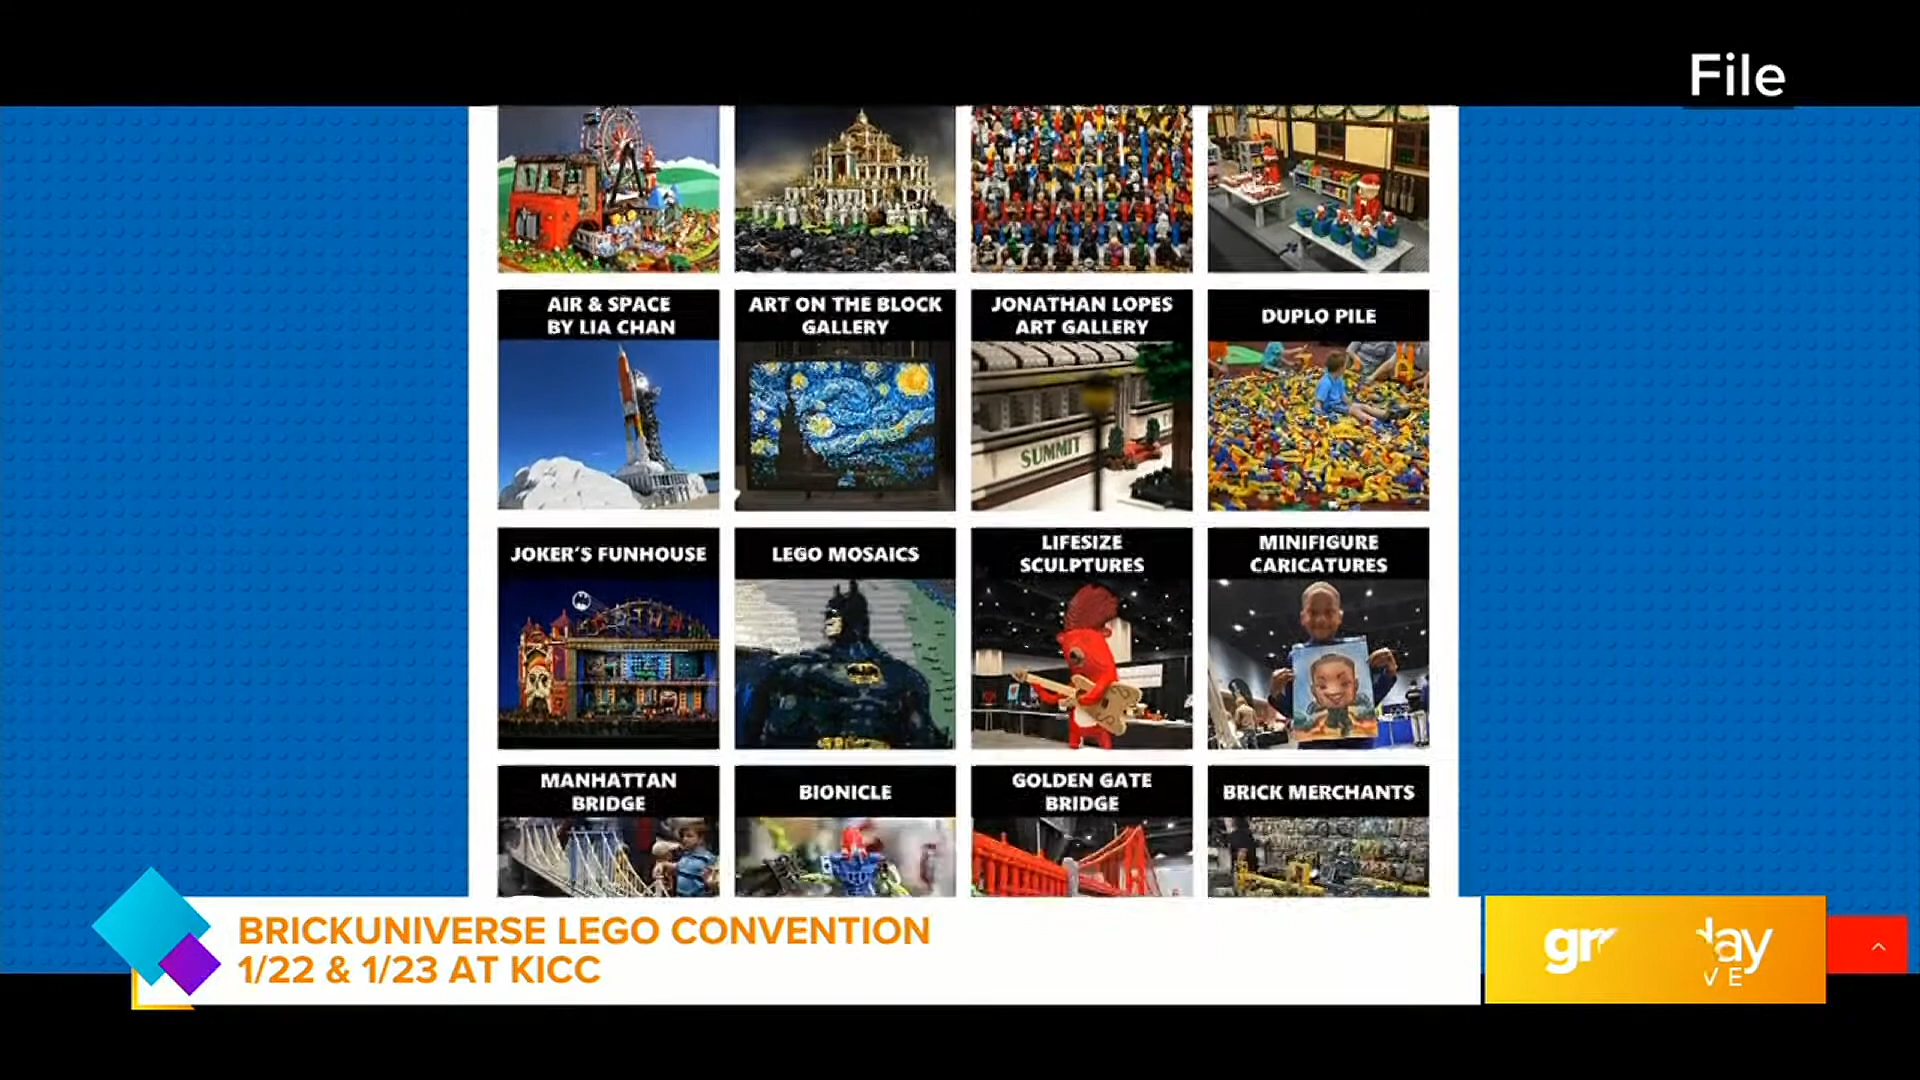 File
AIR & SPACE
BY LIA CHAN
ART ON THE BLOCK
GALLERY
JONATHAN LOPES
ART GALLERY
DUPLO PILE
SUMMIT
JOKER'S FUNHOUSE
LEGO MOSAICS
LIFESIZE
SCULPTURES
MINIFIGURE
CARICATURES
MANHATTAN
BRIDGE
BIONICLE
GOLDEN GATE
BRIDGE
BRICK MERCHANTS
BRICKUNIVERSE LEGO CONVENTION
1/22 & 1/23 AT KICC